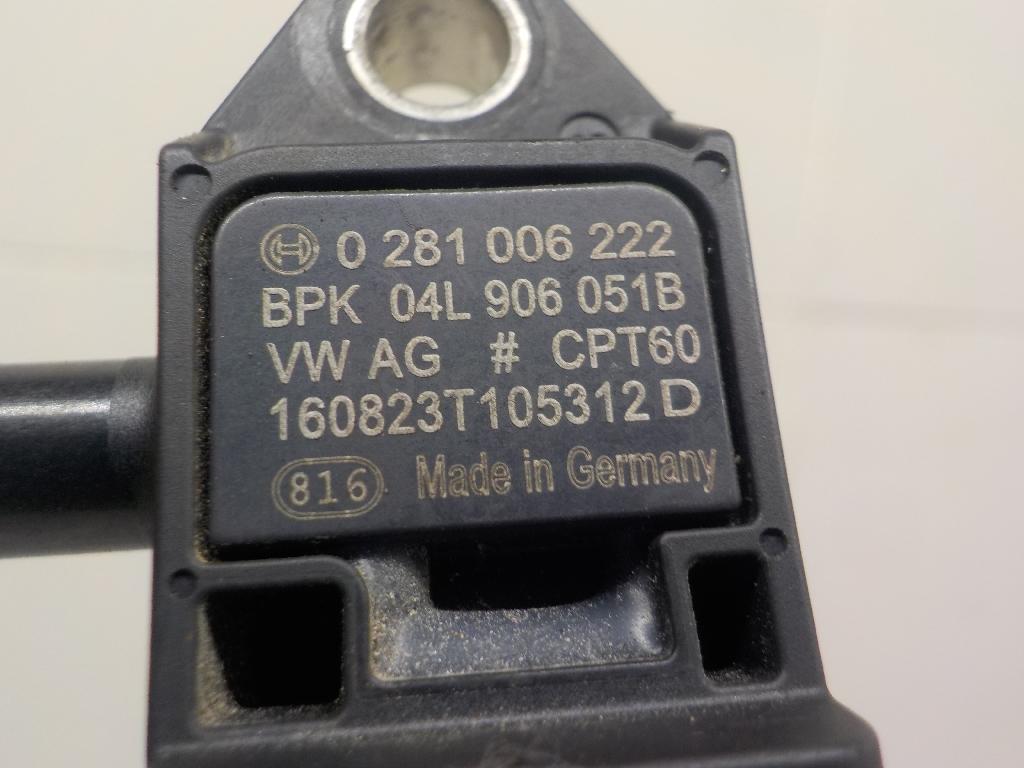 0 281 006 222
BPK 04L 906 051B
VW AG # CPT60
160823T105312 D
816 Made in Germany